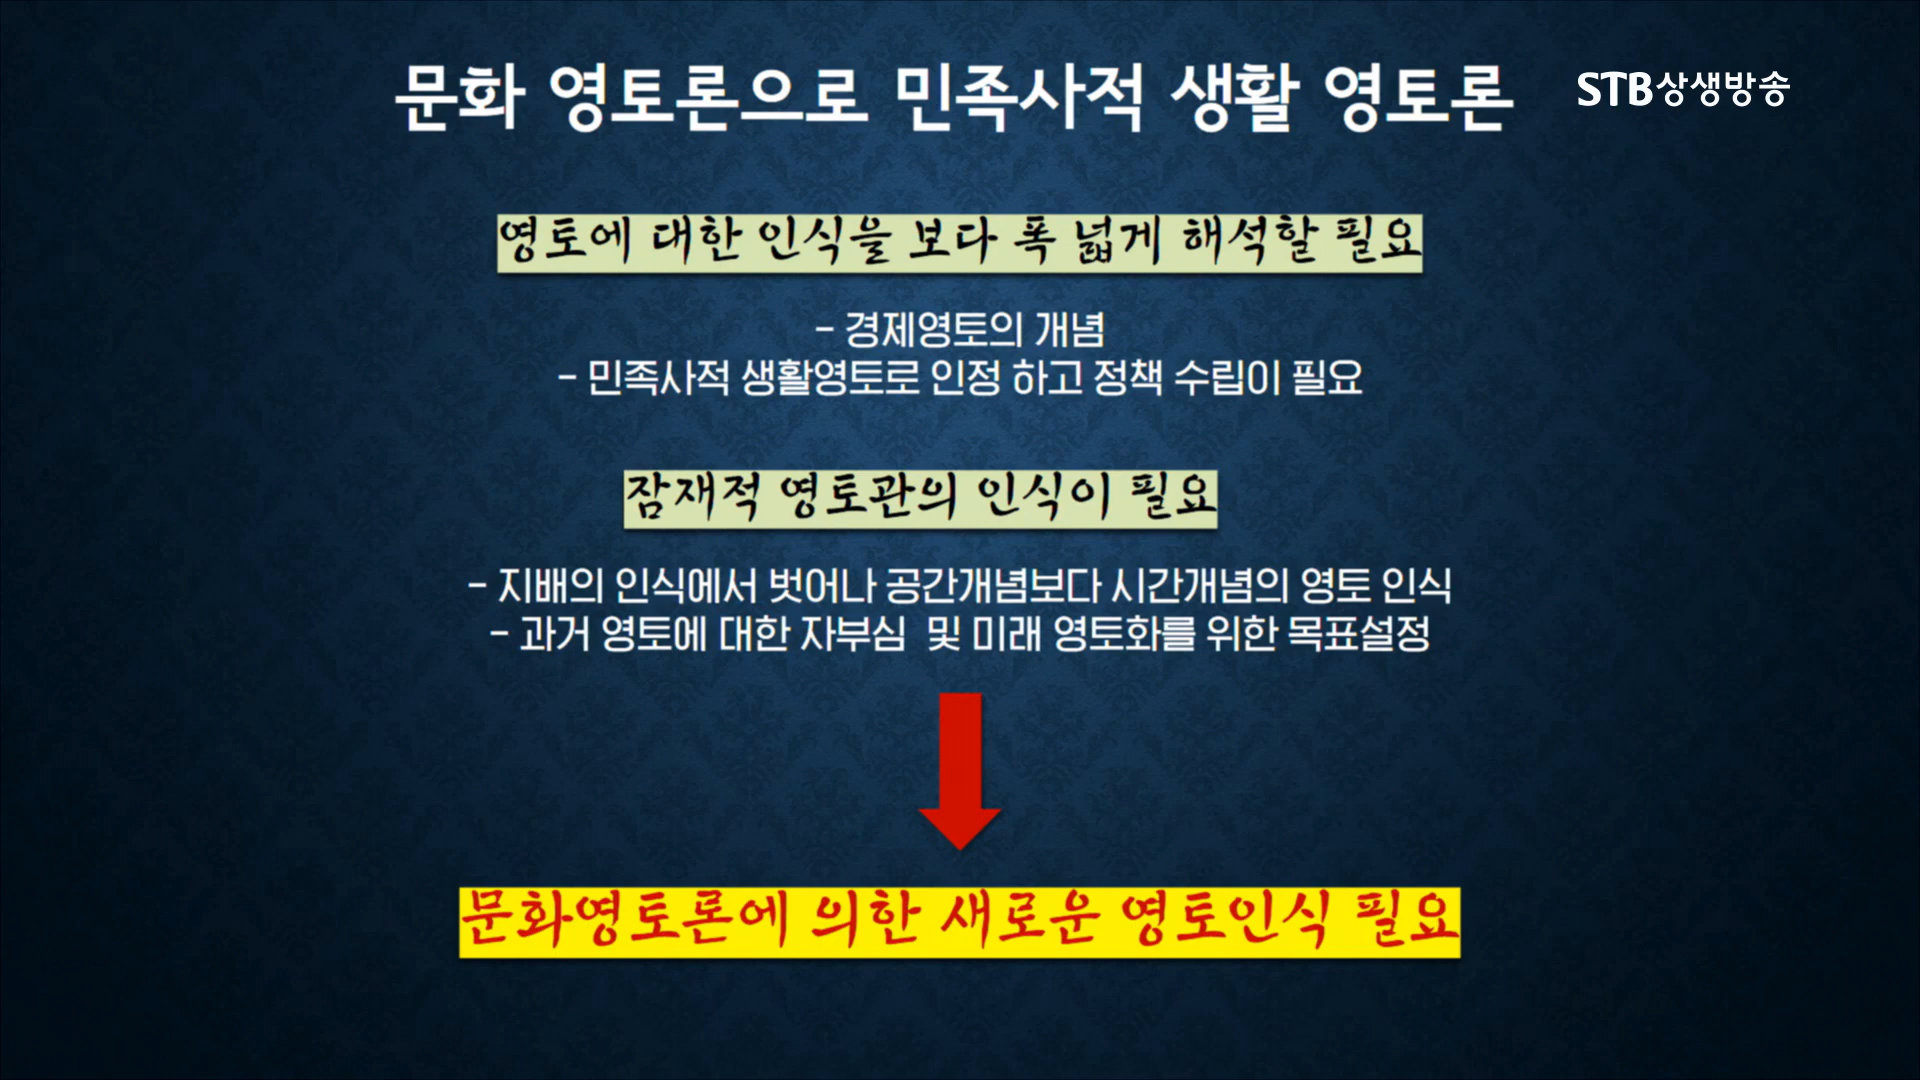 문화 영토론으로 민족사적 생활 영토론
STB상생방송
영토에 대한 인식을 보다 폭 넓게 해석할 필요
- 경제영토의 개념
- 민족사적 생활영토로 인정 하고 정책 수립이 필요
잠재적 영토관의 인식이 필요
- 지배의 인식에서 벗어나 공간개념보다 시간개념의 영토 인식
- 과거 영토에 대한 자부심 및 미래 영토화를 위한 목표설정
문화영토론에 의한 새로운 영토인식 필요